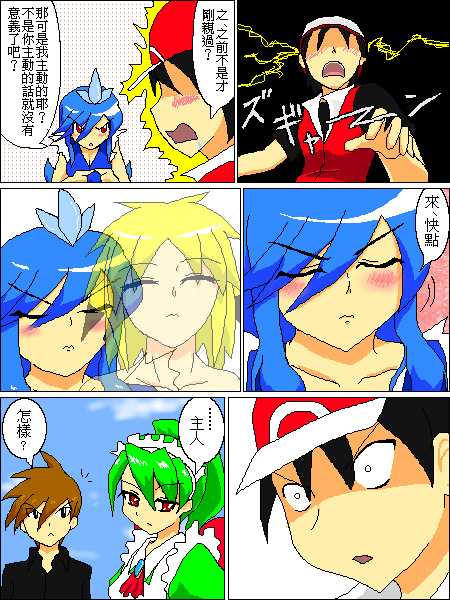 之、之前不是才
剛親過？
那可是我主動的耶？
不是你主動的話就沒有
意義了吧？
ズギャーーン
來、快點
……主人
怎樣？